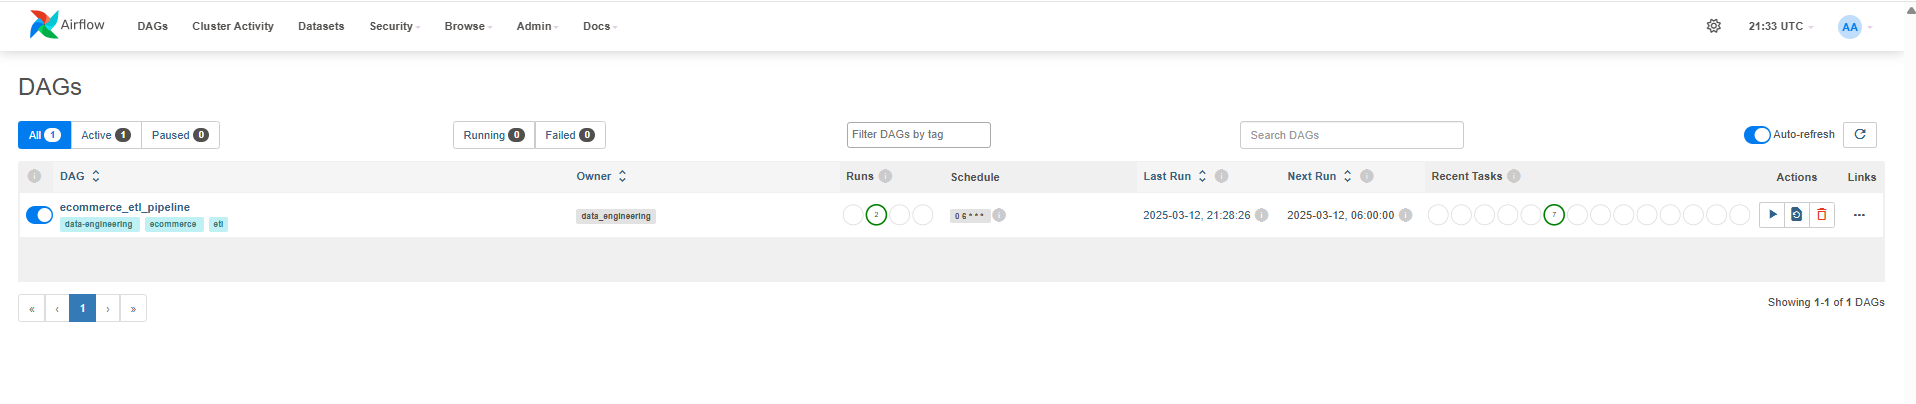 Airflow DAGs Cluster Activity Datasets Security Browse Admin Docs 21:33 UTC AA
DAGs
All 1 Active 1 Paused 0 Running 0 Failed 0 Filter DAGs by tag Search DAGs Auto-refresh
i DAG Owner Runs i Schedule Last Run i Next Run i Recent Tasks i Actions Links
ecommerce_etl_pipeline
data_engineering 2 0 6 * * * i 2025-03-12, 21:28:26 i 2025-03-12, 06:00:00 i 7 ...
data-engineering ecommerce etl
« ‹ 1 › »
Showing 1-1 of 1 DAGs